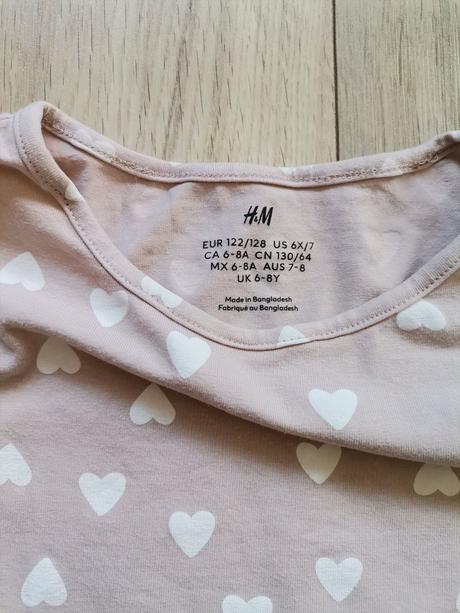 H&M
EUR 122/128 US 6X/7
CA 6-8A CN 130/64
MX 6-8A AUS 7-8
UK 6-8Y
Made in Bangladesh
Fabriqué au Bangladesh